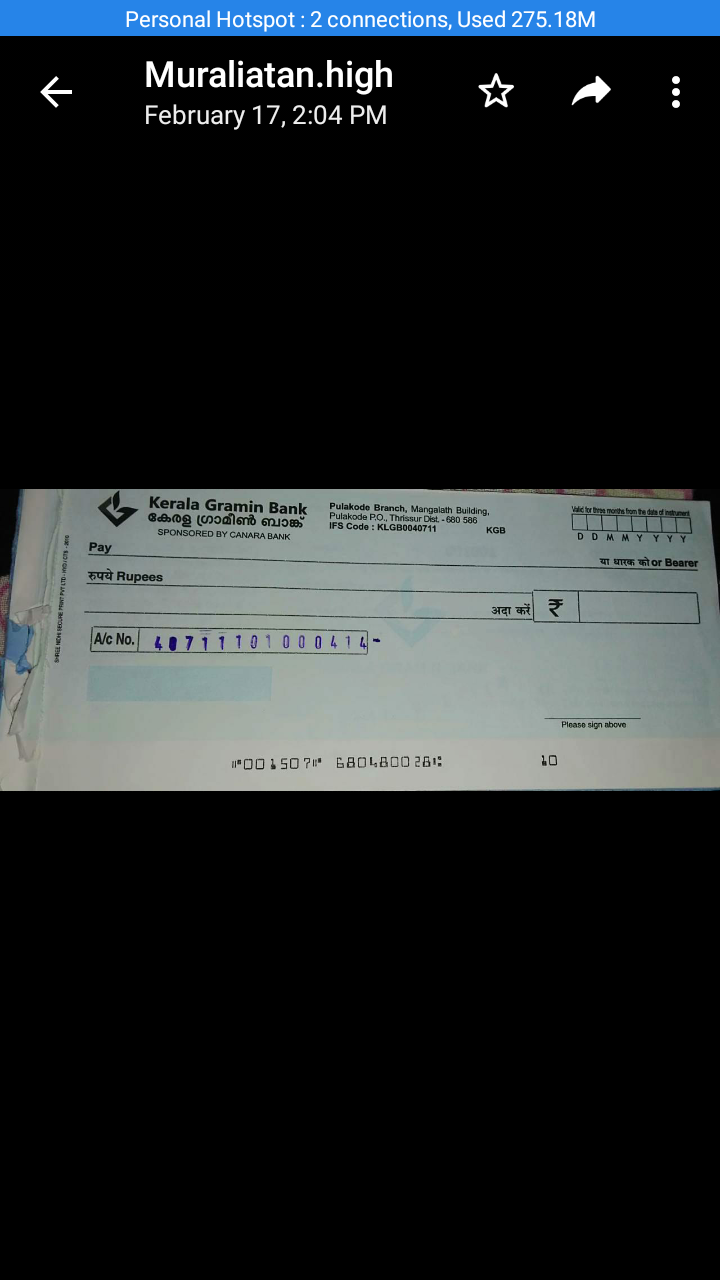 Personal Hotspot : 2 connections, Used 275.18M
Muraliatan.high
February 17, 2:04 PM
Kerala Gramin Bank
കേരള ഗ്രാമീൺ ബാങ്ക്
SPONSORED BY CANARA BANK
Pulakode Branch, Mangalath Building,
Pulakode P.O., Thrissur Dist. - 680 586
IFS Code : KLGB0040711
KGB
Valid for three months from the date of instrument
D D M M Y Y Y Y
Pay
या धारक को or Bearer
रुपये Rupees
अदा करें ₹
A/c No. 40711101000414-
Please sign above
⑈001507⑈ 680480028⑆ 10